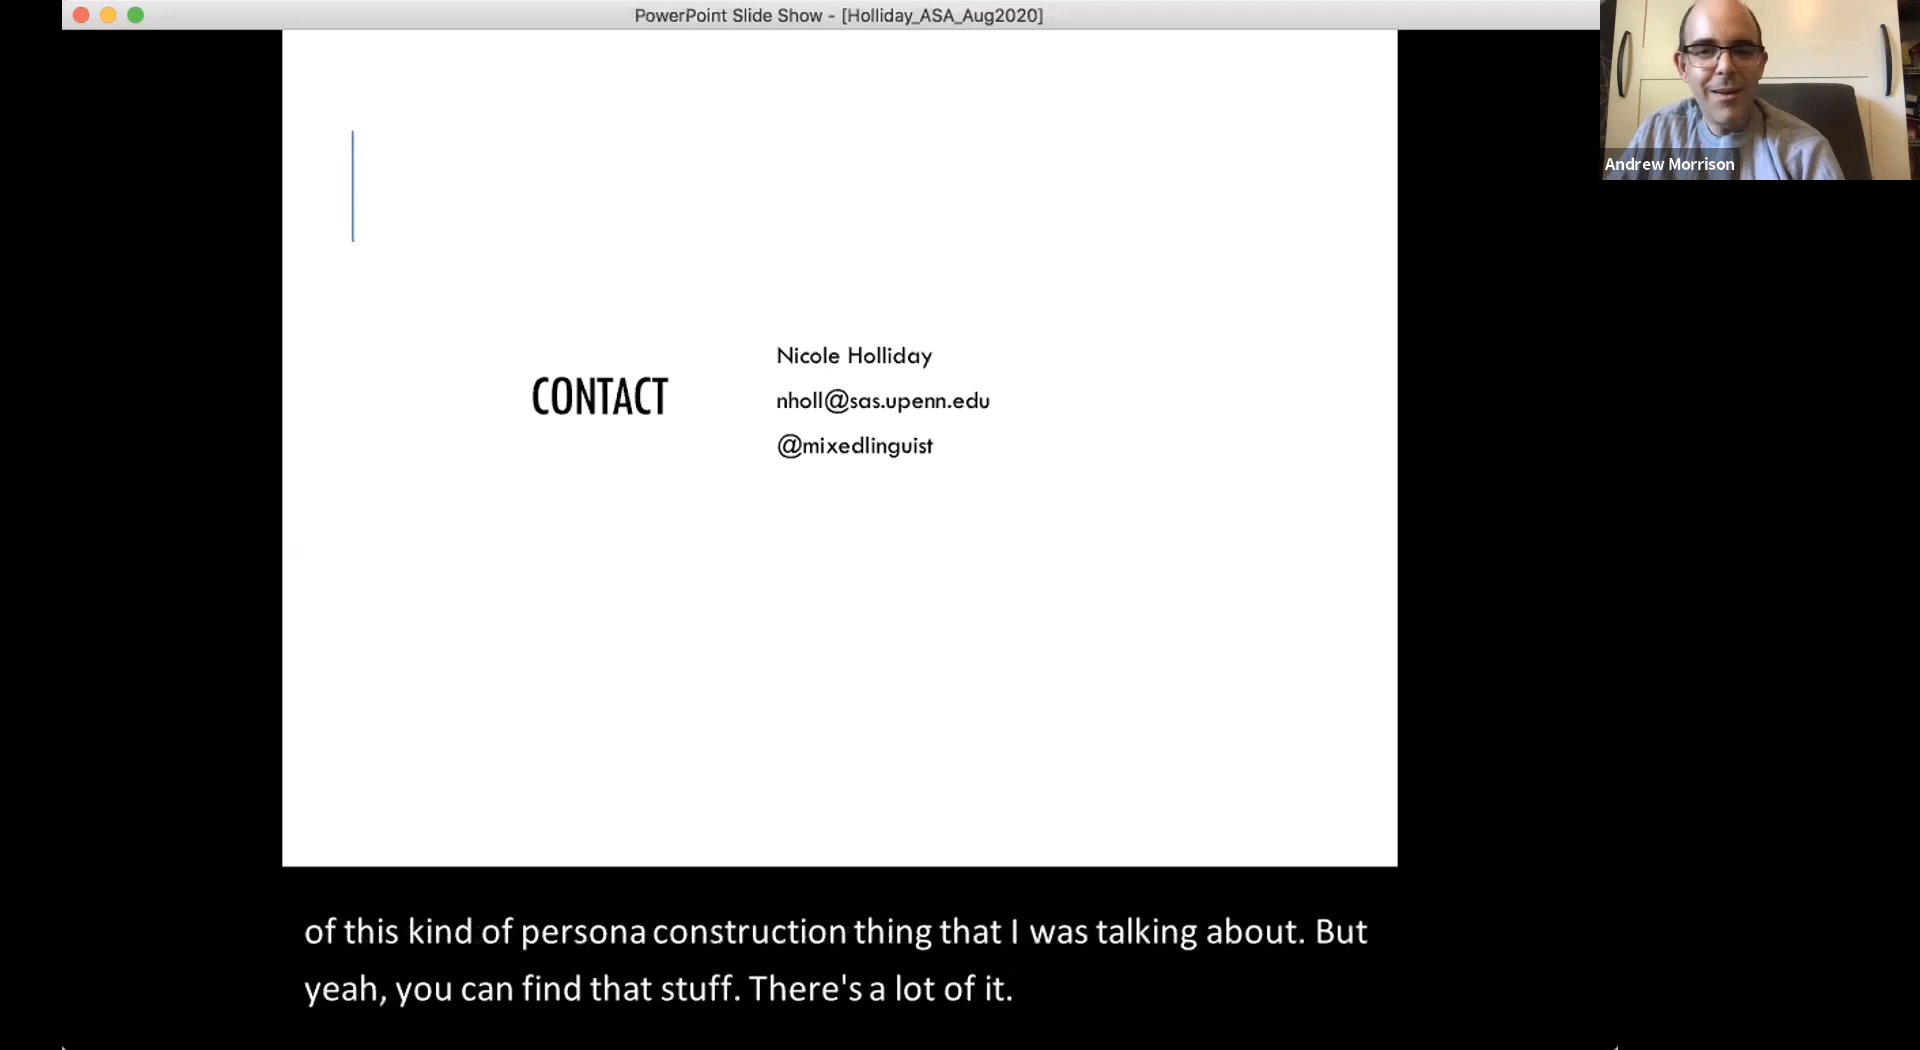 PowerPoint Slide Show - [Holliday_ASA_Aug2020]
Andrew Morrison
CONTACT
Nicole Holliday
nholl@sas.upenn.edu
@mixedlinguist
of this kind of persona construction thing that I was talking about. But
yeah, you can find that stuff. There's a lot of it.